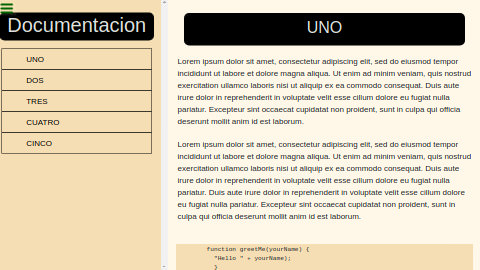 Documentacion
UNO
DOS
TRES
CUATRO
CINCO
UNO
Lorem ipsum dolor sit amet, consectetur adipiscing elit, sed do eiusmod tempor
incididunt ut labore et dolore magna aliqua. Ut enim ad minim veniam, quis nostrud
exercitation ullamco laboris nisi ut aliquip ex ea commodo consequat. Duis aute
irure dolor in reprehenderit in voluptate velit esse cillum dolore eu fugiat nulla
pariatur. Excepteur sint occaecat cupidatat non proident, sunt in culpa qui officia
deserunt mollit anim id est laborum.
Lorem ipsum dolor sit amet, consectetur adipiscing elit, sed do eiusmod tempor
incididunt ut labore et dolore magna aliqua. Ut enim ad minim veniam, quis nostrud
exercitation ullamco laboris nisi ut aliquip ex ea commodo consequat. Duis aute
irure dolor in reprehenderit in voluptate velit esse cillum dolore eu fugiat nulla
pariatur. Duis aute irure dolor in reprehenderit in voluptate velit esse cillum dolore
eu fugiat nulla pariatur. Excepteur sint occaecat cupidatat non proident, sunt in
culpa qui officia deserunt mollit anim id est laborum.
function greetMe(yourName) {
"Hello " + yourName);
}